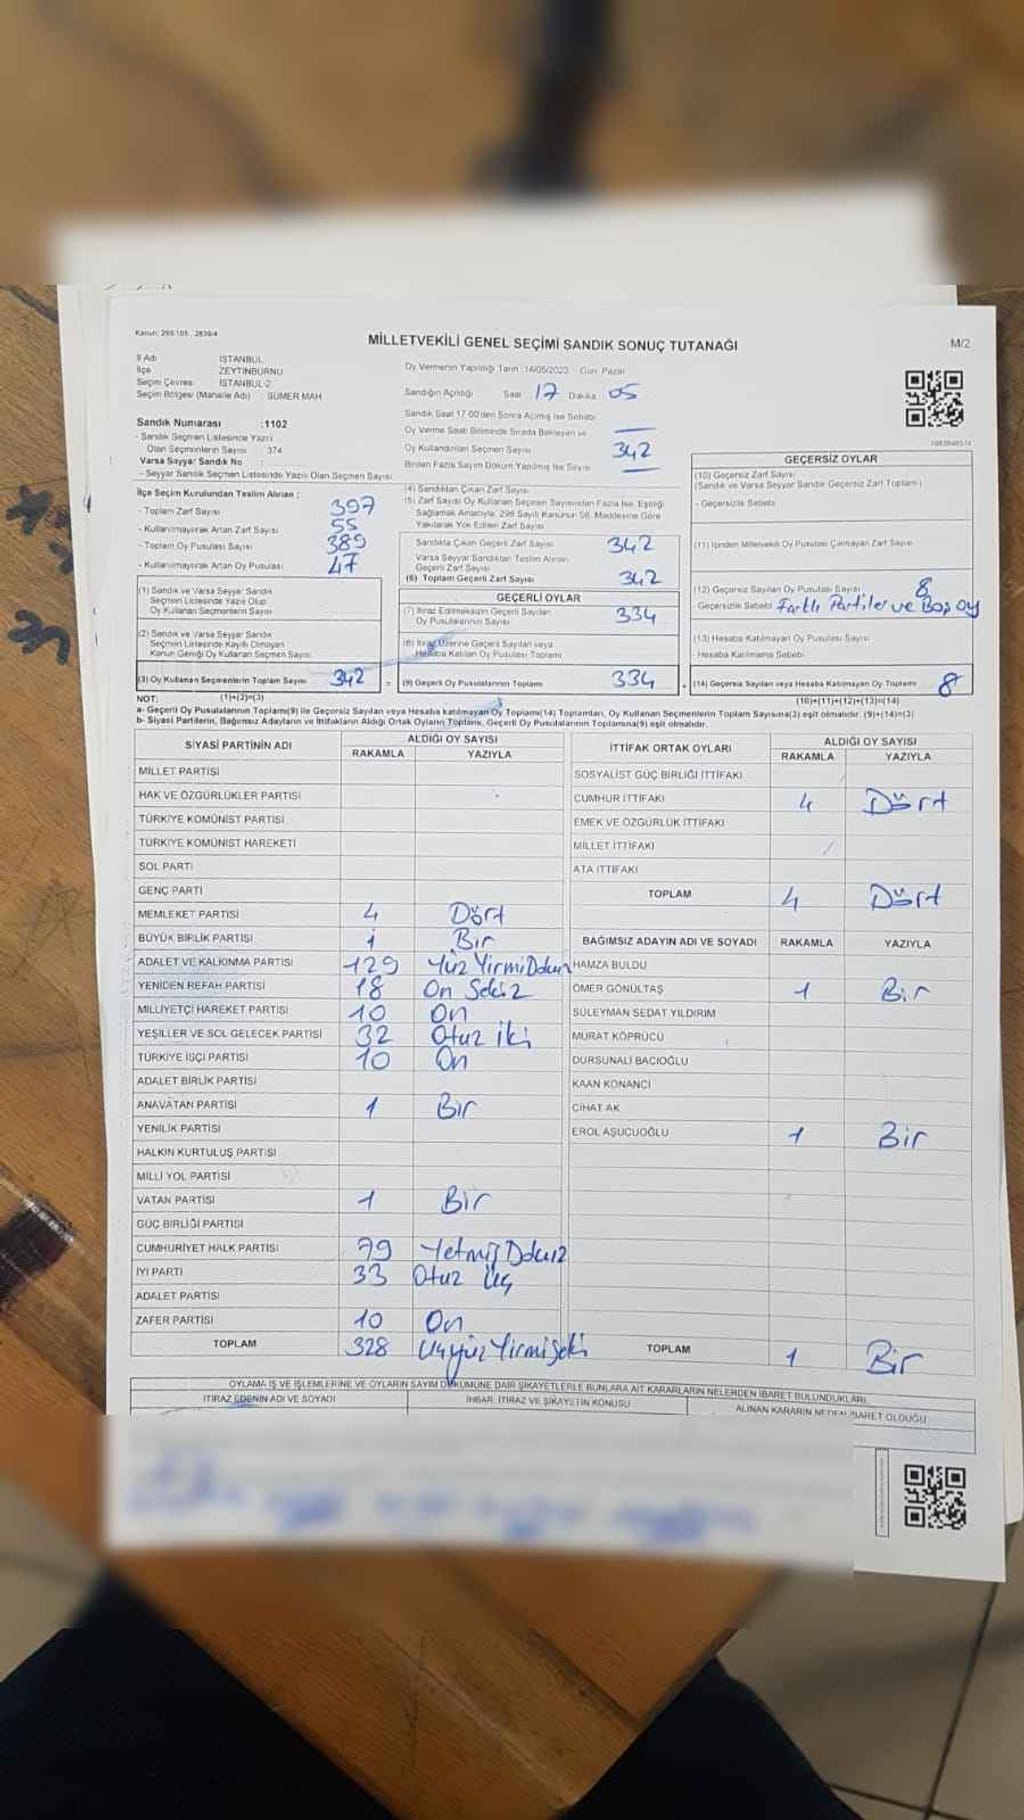 Kanun: 298/105 , 2839/4
MİLLETVEKİLİ GENEL SEÇİMİ SANDIK SONUÇ TUTANAĞI
M/2
İl Adı İSTANBUL
İlçe ZEYTİNBURNU
Seçim Çevresi İSTANBUL-2
Seçim Bölgesi (Mahalle Adı) SÜMER MAH
Oy Vermenin Yapıldığı Tarih :14/05/2023 - Gün: Pazar
Sandığın Açıldığı Saat 17 Dakika 05
Sandık Numarası :1102
- Sandık Seçmen Listesinde Yazılı
Olan Seçmenlerin Sayısı 374
Varsa Seyyar Sandık No :
- Seyyar Sandık Seçmen Listesinde Yazılı Olan Seçmen Sayısı
Sandık Saat 17.00'den Sonra Açılmış İse Sebebi
Oy Verme Saati Bitiminde Sırada Bekleyen ve
Oy Kullandırılan Seçmen Sayısı 342
Birden Fazla Sayım Döküm Yapılmış İse Sayısı
İlçe Seçim Kurulundan Teslim Alınan :
- Toplam Zarf Sayısı 397
- Kullanılmayarak Artan Zarf Sayısı 55
- Toplam Oy Pusulası Sayısı 389
- Kullanılmayarak Artan Oy Pusulası 47
(4) Sandıktan Çıkan Zarf Sayısı
(5) Zarf Sayısı Oy Kullanan Seçmen Sayısından Fazla İse, Eşitliği
Sağlamak Amacıyla; 298 Sayılı Kanunun 98. Maddesine Göre
Yakılarak Yok Edilen Zarf Sayısı
Sandıkta Çıkan Geçerli Zarf Sayısı 342
Varsa Seyyar Sandıktan Teslim Alınan
Geçerli Zarf Sayısı
(6) Toplam Geçerli Zarf Sayısı 342
GEÇERSİZ OYLAR
(10) Geçersiz Zarf Sayısı
(Sandık ve Varsa Seyyar Sandık Geçersiz Zarf Toplamı)
- Geçersizlik Sebebi
(11) İçinden Milletvekili Oy Pusulası Çıkmayan Zarf Sayısı
(12) Geçersiz Sayılan Oy Pusulası Sayısı 8
- Geçersizlik Sebebi Farklı Partiler ve Boş oy
(13) Hesaba Katılmayan Oy Pusulası Sayısı
- Hesaba Katılmama Sebebi
(14) Geçersiz Sayılan veya Hesaba Katılmayan Oy Toplamı 8
(10)+(11)+(12)+(13)=(14)
(1) Sandık ve Varsa Seyyar Sandık
Seçmen Listesinde Yazılı Olup
Oy Kullanan Seçmenlerin Sayısı
(2) Sandık ve Varsa Seyyar Sandık
Seçmen Listesinde Kayıtlı Olmayan
Kanun Gereği Oy Kullanan Seçmen Sayısı
(3) Oy Kullanan Seçmenlerin Toplam Sayısı 342 =
(1)+(2)=(3)
GEÇERLİ OYLAR
(7) İtiraz Edilmeksizin Geçerli Sayılan
Oy Pusulalarının Sayısı 334
(8) İtiraz Üzerine Geçerli Sayılan veya
Hesaba Katılan Oy Pusulası Toplamı
(9) Geçerli Oy Pusulalarının Toplamı 334 +
NOT:
a- Geçerli Oy Pusulalarının Toplamı(9) ile Geçersiz Sayılan veya Hesaba katılmayan Oy Toplamı(14) Toplamları, Oy Kullanan Seçmenlerin Toplam Sayısına(3) eşit olmalıdır. (9)+(14)=(3)
b- Siyasi Partilerin, Bağımsız Adayların ve İttifakların Aldığı Ortak Oyların Toplamı, Geçerli Oy Pusulalarının Toplamına(9) eşit olmalıdır.
SİYASİ PARTİNİN ADI ALDIĞI OY SAYISI
RAKAMLA YAZIYLA
MİLLET PARTİSİ
HAK VE ÖZGÜRLÜKLER PARTİSİ
TÜRKİYE KOMÜNİST PARTİSİ
TÜRKİYE KOMÜNİST HAREKETİ
SOL PARTİ
GENÇ PARTİ
MEMLEKET PARTİSİ 4 Dört
BÜYÜK BİRLİK PARTİSİ 1 Bir
ADALET VE KALKINMA PARTİSİ 129 Yüz Yirmi Dokuz
YENİDEN REFAH PARTİSİ 18 On Sekiz
MİLLİYETÇİ HAREKET PARTİSİ 10 On
YEŞİLLER VE SOL GELECEK PARTİSİ 32 Otuz iki
TÜRKİYE İŞÇİ PARTİSİ 10 On
ADALET BİRLİK PARTİSİ
ANAVATAN PARTİSİ 1 Bir
YENİLİK PARTİSİ
HALKIN KURTULUŞ PARTİSİ
MİLLİ YOL PARTİSİ
VATAN PARTİSİ 1 Bir
GÜÇ BİRLİĞİ PARTİSİ
CUMHURİYET HALK PARTİSİ 79 Yetmiş Dokuz
İYİ PARTİ 33 Otuz Üç
ADALET PARTİSİ
ZAFER PARTİSİ 10 On
TOPLAM 328 Üçyüz Yirmi Seki
İTTİFAK ORTAK OYLARI ALDIĞI OY SAYISI
RAKAMLA YAZIYLA
SOSYALİST GÜÇ BİRLİĞİ İTTİFAKI
CUMHUR İTTİFAKI 4 Dört
EMEK VE ÖZGÜRLÜK İTTİFAKI
MİLLET İTTİFAKI
ATA İTTİFAKI
TOPLAM 4 Dört
BAĞIMSIZ ADAYIN ADI VE SOYADI RAKAMLA YAZIYLA
HAMZA BULDU
ÖMER GÖNÜLTAŞ 1 Bir
SÜLEYMAN SEDAT YILDIRIM
MURAT KÖPRÜCÜ
DURSUNALİ BACIOĞLU
KAAN KONANCI
CİHAT AK
EROL AŞUCUOĞLU 1 Bir
TOPLAM 1 Bir
OYLAMA İŞ VE İŞLEMLERİNE VE OYLARIN SAYIM DÖKÜMÜNE DAİR ŞİKAYETLERLE BUNLARA AİT KARARLARIN NELERDEN İBARET BULUNDUKLARI
İTİRAZ EDENİN ADI VE SOYADI İHBAR, İTİRAZ VE ŞİKAYETİN KONUSU ALINAN KARARIN NEDEN İBARET OLDUĞU